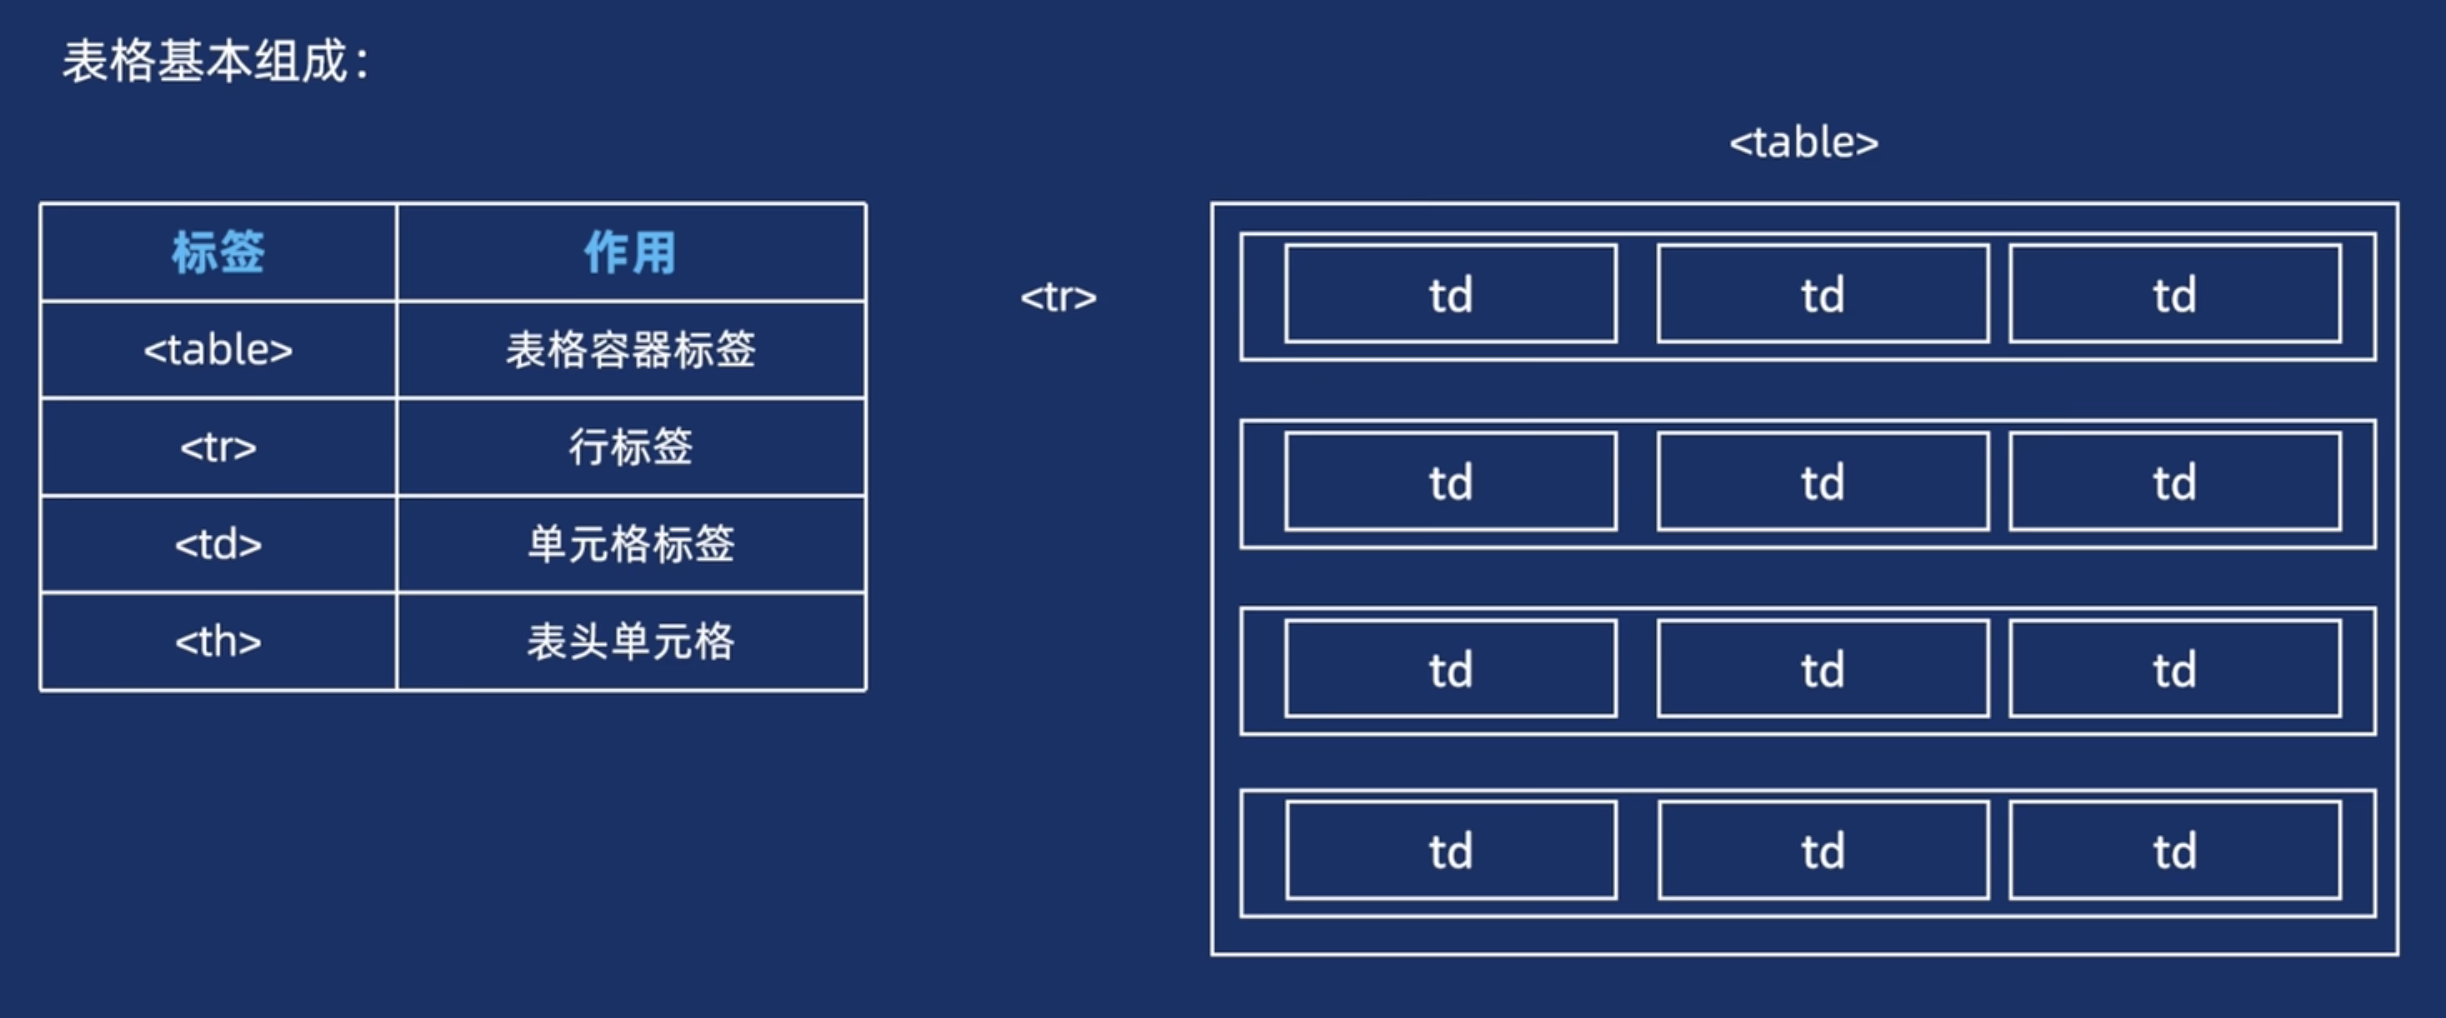 表格基本组成：
标签 作用
<table> 表格容器标签
<tr> 行标签
<td> 单元格标签
<th> 表头单元格
<table>
<tr> td td td
td td td
td td td
td td td